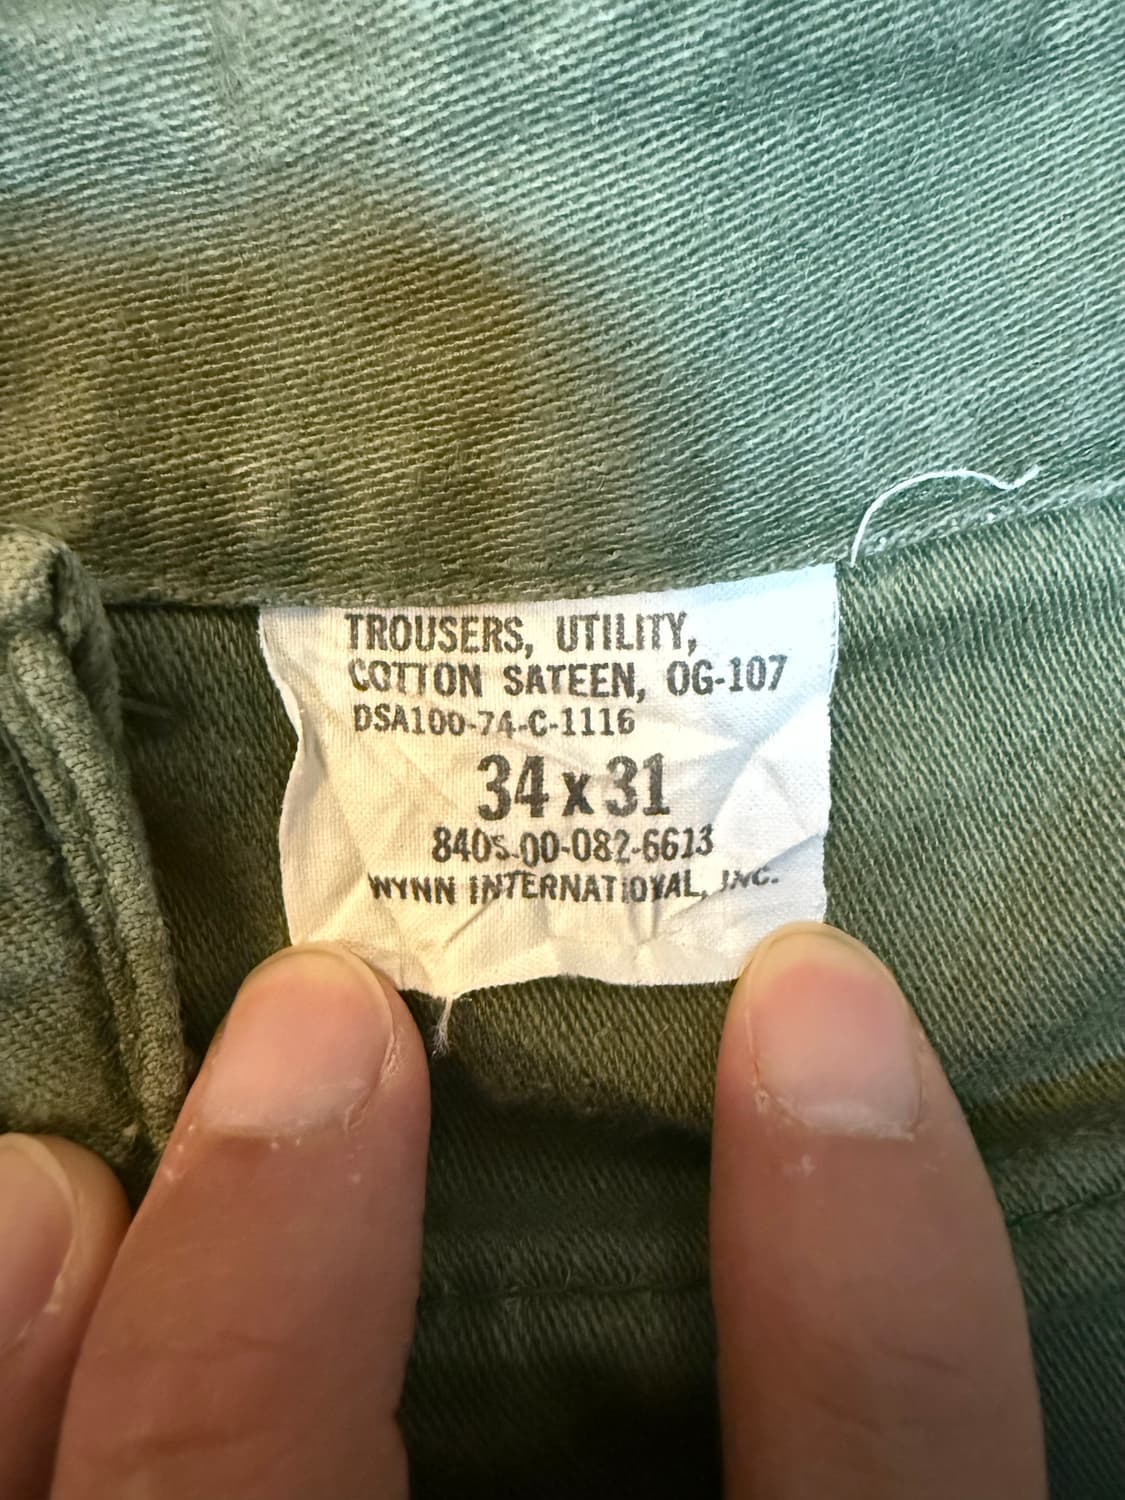 TROUSERS, UTILITY,
COTTON SATEEN, OG-107
DSA100-74-C-1116
34 x 31
8405-00-082-6613
WYNN INTERNATIONAL, INC.